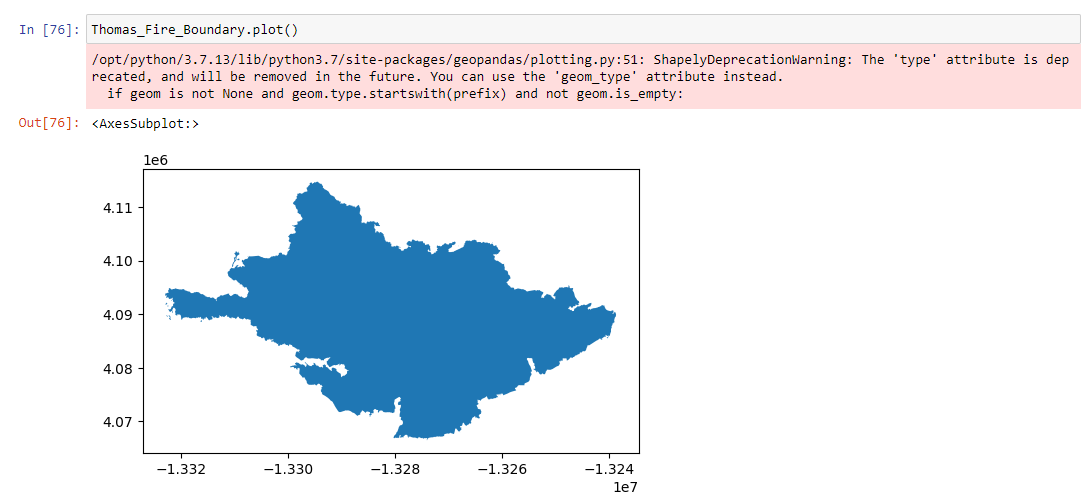 In [76]: Thomas_Fire_Boundary.plot()
/opt/python/3.7.13/lib/python3.7/site-packages/geopandas/plotting.py:51: ShapelyDeprecationWarning: The 'type' attribute is dep
recated, and will be removed in the future. You can use the 'geom_type' attribute instead.
  if geom is not None and geom.type.startswith(prefix) and not geom.is_empty:
Out[76]: <AxesSubplot:>
1e6
4.11
4.10
4.09
4.08
4.07
−1.332 −1.330 −1.328 −1.326 −1.324
1e7